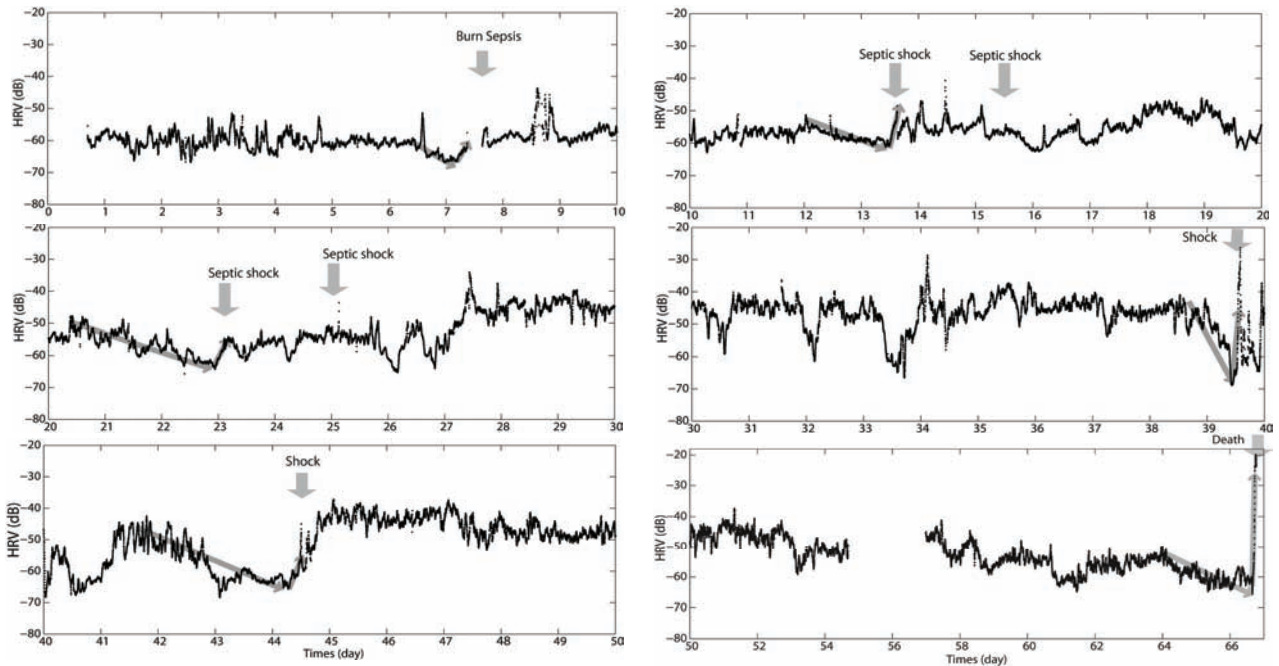 HRV (dB)
−20
−30
−40
−50
−60
−70
−80
Burn Sepsis
0 1 2 3 4 5 6 7 8 9 10
HRV (dB)
−20
−30
−40
−50
−60
−70
−80
Septic shock
Septic shock
10 11 12 13 14 15 16 17 18 19 20
HRV (dB)
−20
−30
−40
−50
−60
−70
−80
Septic shock
Septic shock
20 21 22 23 24 25 26 27 28 29 30
HRV (dB)
−20
−30
−40
−50
−60
−70
−80
Shock
30 31 32 33 34 35 36 37 38 39 40
HRV (dB)
−20
−30
−40
−50
−60
−70
−80
Shock
40 41 42 43 44 45 46 47 48 49 50
Times (day)
HRV (dB)
−20
−30
−40
−50
−60
−70
−80
Death
50 52 54 56 58 60 62 64 66
Times (day)